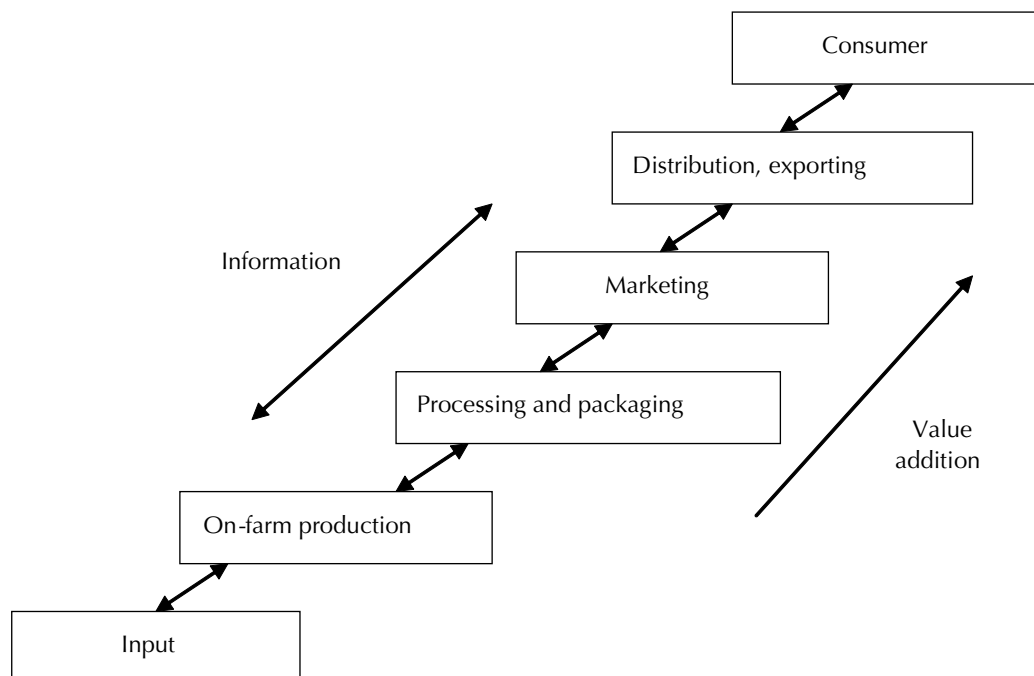 Consumer
Distribution, exporting
Information
Marketing
Processing and packaging
Value
addition
On-farm production
Input